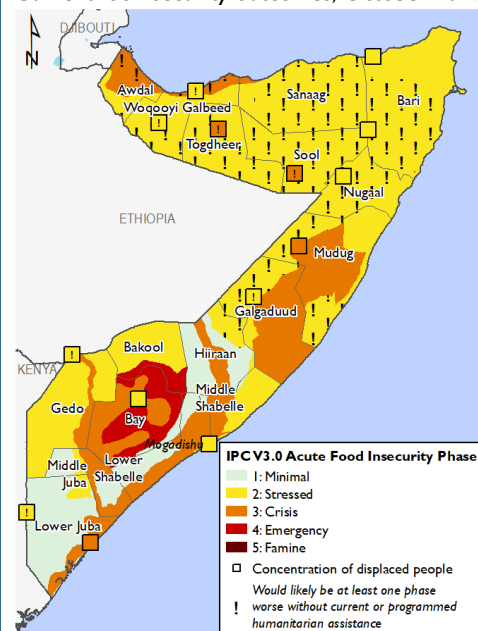 DJIBOUTI
N
Awdal
Woqooyi Galbeed
Sanaag
Bari
Togdheer
Sool
Nugaal
ETHIOPIA
Mudug
Galgaduud
Bakool
Hiiraan
KENYA
Gedo
Middle
Shabelle
Bay
Mogadishu
Lower
Shabelle
Middle
Juba
Lower Juba
IPC V3.0 Acute Food Insecurity Phase
1: Minimal
2: Stressed
3: Crisis
4: Emergency
5: Famine
Concentration of displaced people
! Would likely be at least one phase
worse without current or programmed
humanitarian assistance